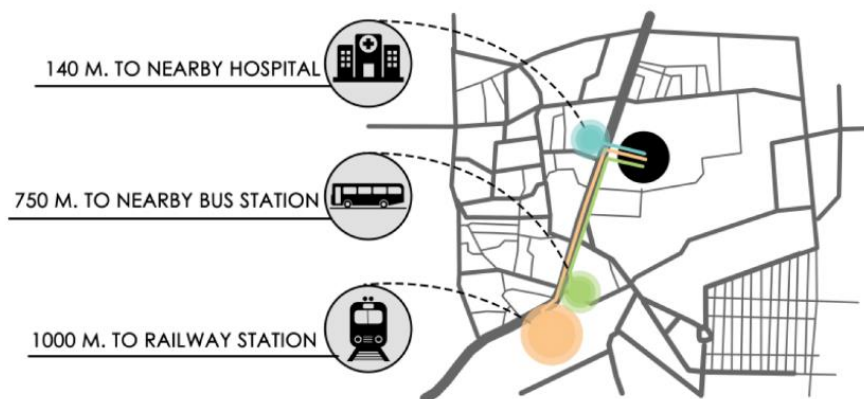 140 M. TO NEARBY HOSPITAL
750 M. TO NEARBY BUS STATION
1000 M. TO RAILWAY STATION